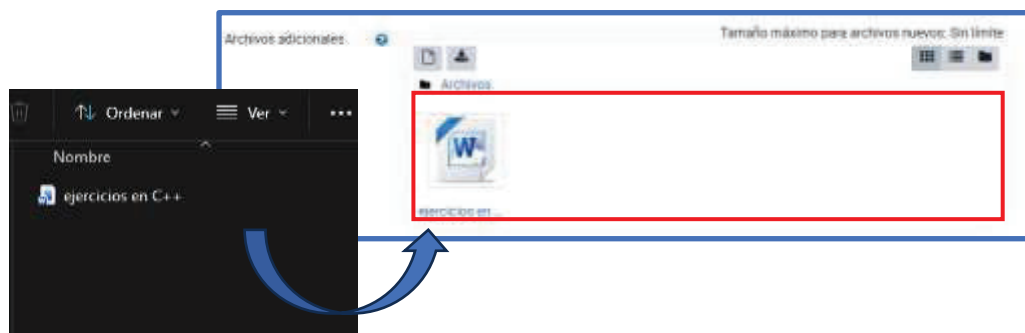 Archivos adicionales
Tamaño máximo para archivos nuevos: Sin límite
Archivos
W
ejercicios en ...
Ordenar
Ver
Nombre
ejercicios en C++